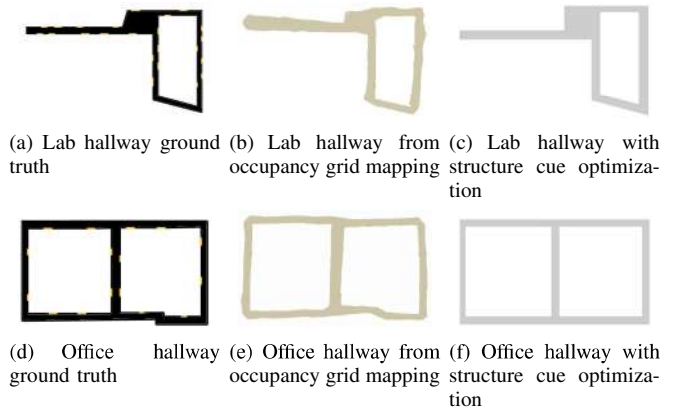 (a) Lab hallway ground
truth
(b) Lab hallway from
occupancy grid mapping
(c) Lab hallway with
structure cue optimiza-
tion
(d) Office hallway
ground truth
(e) Office hallway from
occupancy grid mapping
(f) Office hallway with
structure cue optimiza-
tion